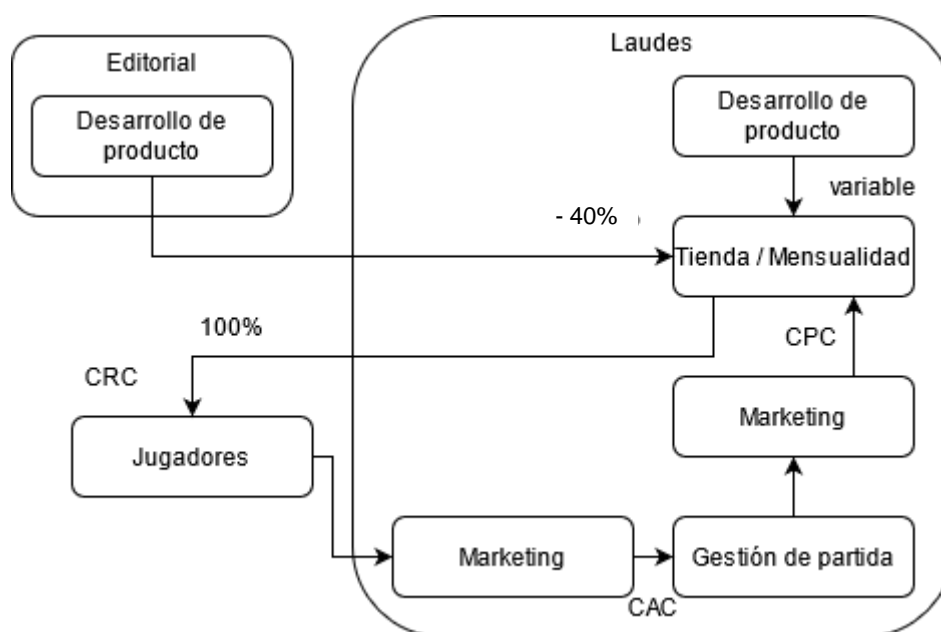 Editorial
Desarrollo de
producto
Laudes
Desarrollo de
producto
variable
- 40%
Tienda / Mensualidad
100%
CPC
CRC
Marketing
Jugadores
Marketing
Gestión de partida
CAC